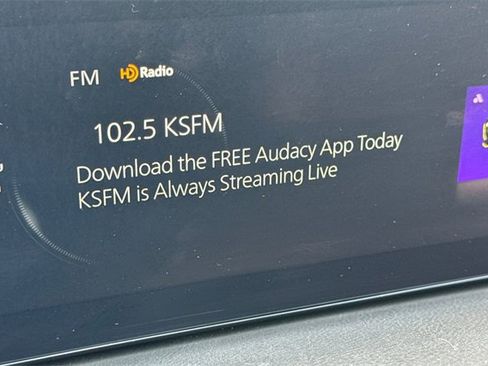 FM HD Radio
102.5 KSFM
Download the FREE Audacy App Today
KSFM is Always Streaming Live